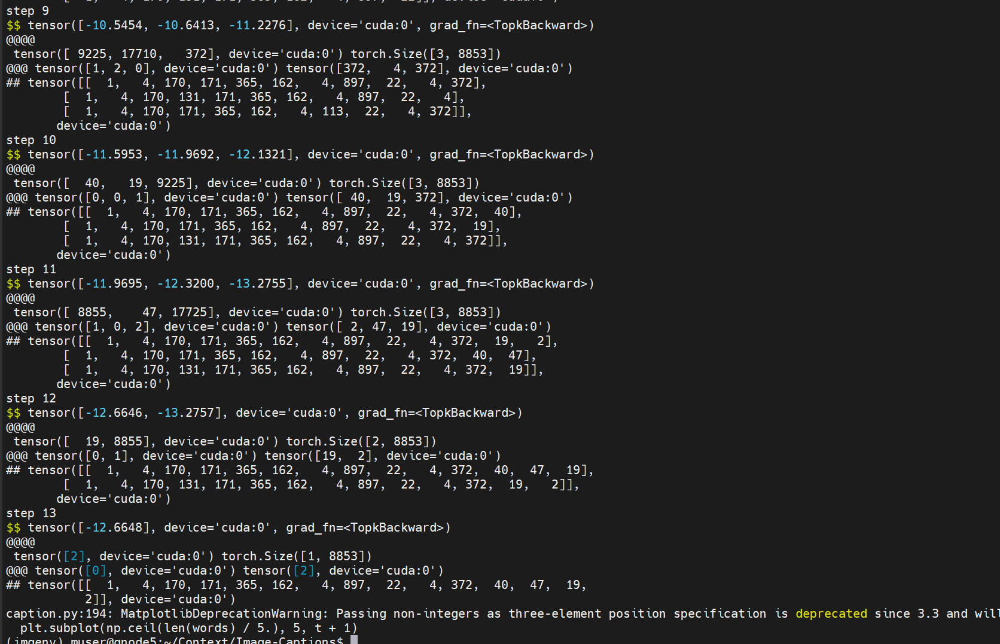 step 9
$$ tensor([-10.5454, -10.6413, -11.2276], device='cuda:0', grad_fn=<TopkBackward>)
@@@@
 tensor([ 9225, 17710,   372], device='cuda:0') torch.Size([3, 8853])
@@@ tensor([1, 2, 0], device='cuda:0') tensor([372,   4, 372], device='cuda:0')
## tensor([[  1,   4, 170, 171, 365, 162,   4, 897,  22,   4, 372],
        [  1,   4, 170, 131, 171, 365, 162,   4, 897,  22,   4],
        [  1,   4, 170, 171, 365, 162,   4, 113,  22,   4, 372]],
       device='cuda:0')
step 10
$$ tensor([-11.5953, -11.9692, -12.1321], device='cuda:0', grad_fn=<TopkBackward>)
@@@@
 tensor([  40,   19, 9225], device='cuda:0') torch.Size([3, 8853])
@@@ tensor([0, 0, 1], device='cuda:0') tensor([ 40,  19, 372], device='cuda:0')
## tensor([[  1,   4, 170, 171, 365, 162,   4, 897,  22,   4, 372,  40],
        [  1,   4, 170, 171, 365, 162,   4, 897,  22,   4, 372,  19],
        [  1,   4, 170, 131, 171, 365, 162,   4, 897,  22,   4, 372]],
       device='cuda:0')
step 11
$$ tensor([-11.9695, -12.3200, -13.2755], device='cuda:0', grad_fn=<TopkBackward>)
@@@@
 tensor([ 8855,    47, 17725], device='cuda:0') torch.Size([3, 8853])
@@@ tensor([1, 0, 2], device='cuda:0') tensor([ 2, 47, 19], device='cuda:0')
## tensor([[  1,   4, 170, 171, 365, 162,   4, 897,  22,   4, 372,  19,   2],
        [  1,   4, 170, 171, 365, 162,   4, 897,  22,   4, 372,  40,  47],
        [  1,   4, 170, 131, 171, 365, 162,   4, 897,  22,   4, 372,  19]],
       device='cuda:0')
step 12
$$ tensor([-12.6646, -13.2757], device='cuda:0', grad_fn=<TopkBackward>)
@@@@
 tensor([  19, 8855], device='cuda:0') torch.Size([2, 8853])
@@@ tensor([0, 1], device='cuda:0') tensor([19,  2], device='cuda:0')
## tensor([[  1,   4, 170, 171, 365, 162,   4, 897,  22,   4, 372,  40,  47,  19],
        [  1,   4, 170, 131, 171, 365, 162,   4, 897,  22,   4, 372,  19,   2]],
       device='cuda:0')
step 13
$$ tensor([-12.6648], device='cuda:0', grad_fn=<TopkBackward>)
@@@@
 tensor([2], device='cuda:0') torch.Size([1, 8853])
@@@ tensor([0], device='cuda:0') tensor([2], device='cuda:0')
## tensor([[  1,   4, 170, 171, 365, 162,   4, 897,  22,   4, 372,  40,  47,  19,
           2]], device='cuda:0')
caption.py:194: MatplotlibDeprecationWarning: Passing non-integers as three-element position specification is deprecated since 3.3 and will
  plt.subplot(np.ceil(len(words) / 5.), 5, t + 1)
(imgenv) muser@gnode5:~/Context/Image-Captions$